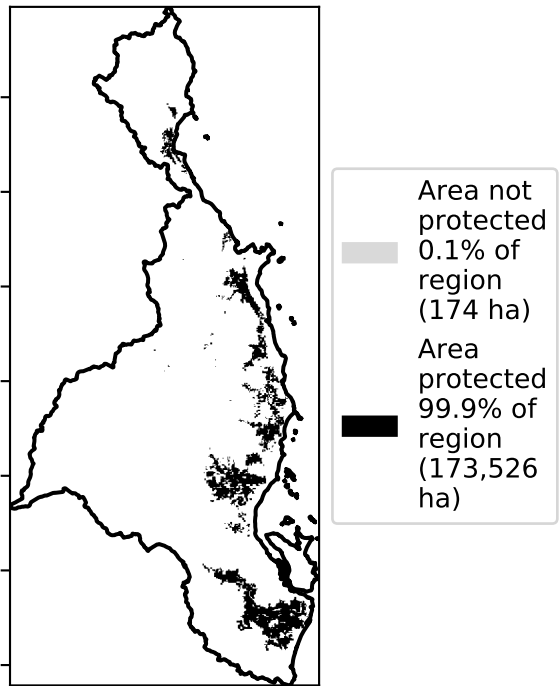 Area not
protected
0.1% of
region
(174 ha)
Area
protected
99.9% of
region
(173,526
ha)